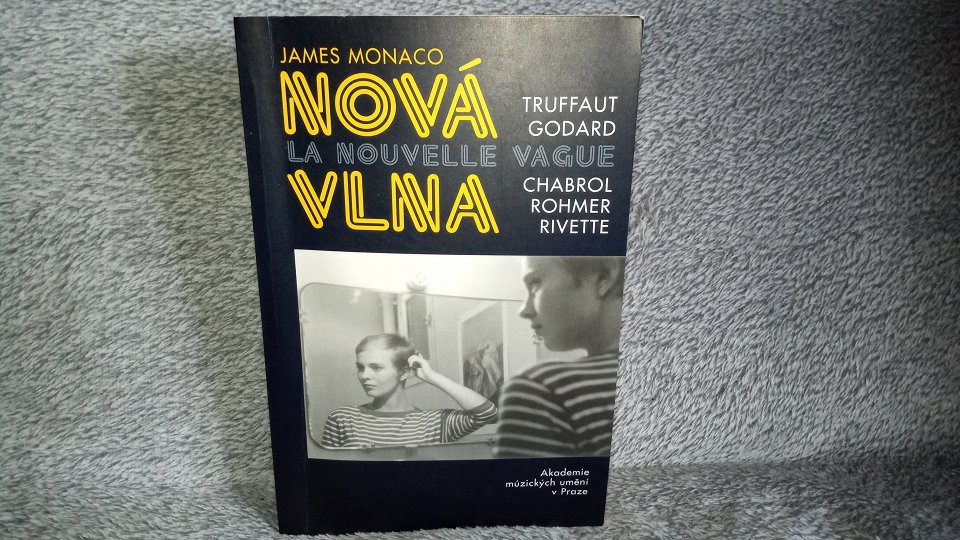 JAMES MONACO
NOVÁ
LA NOUVELLE VAGUE
VLNA
TRUFFAUT
GODARD
CHABROL
ROHMER
RIVETTE
Akademie
múzických umění
v Praze